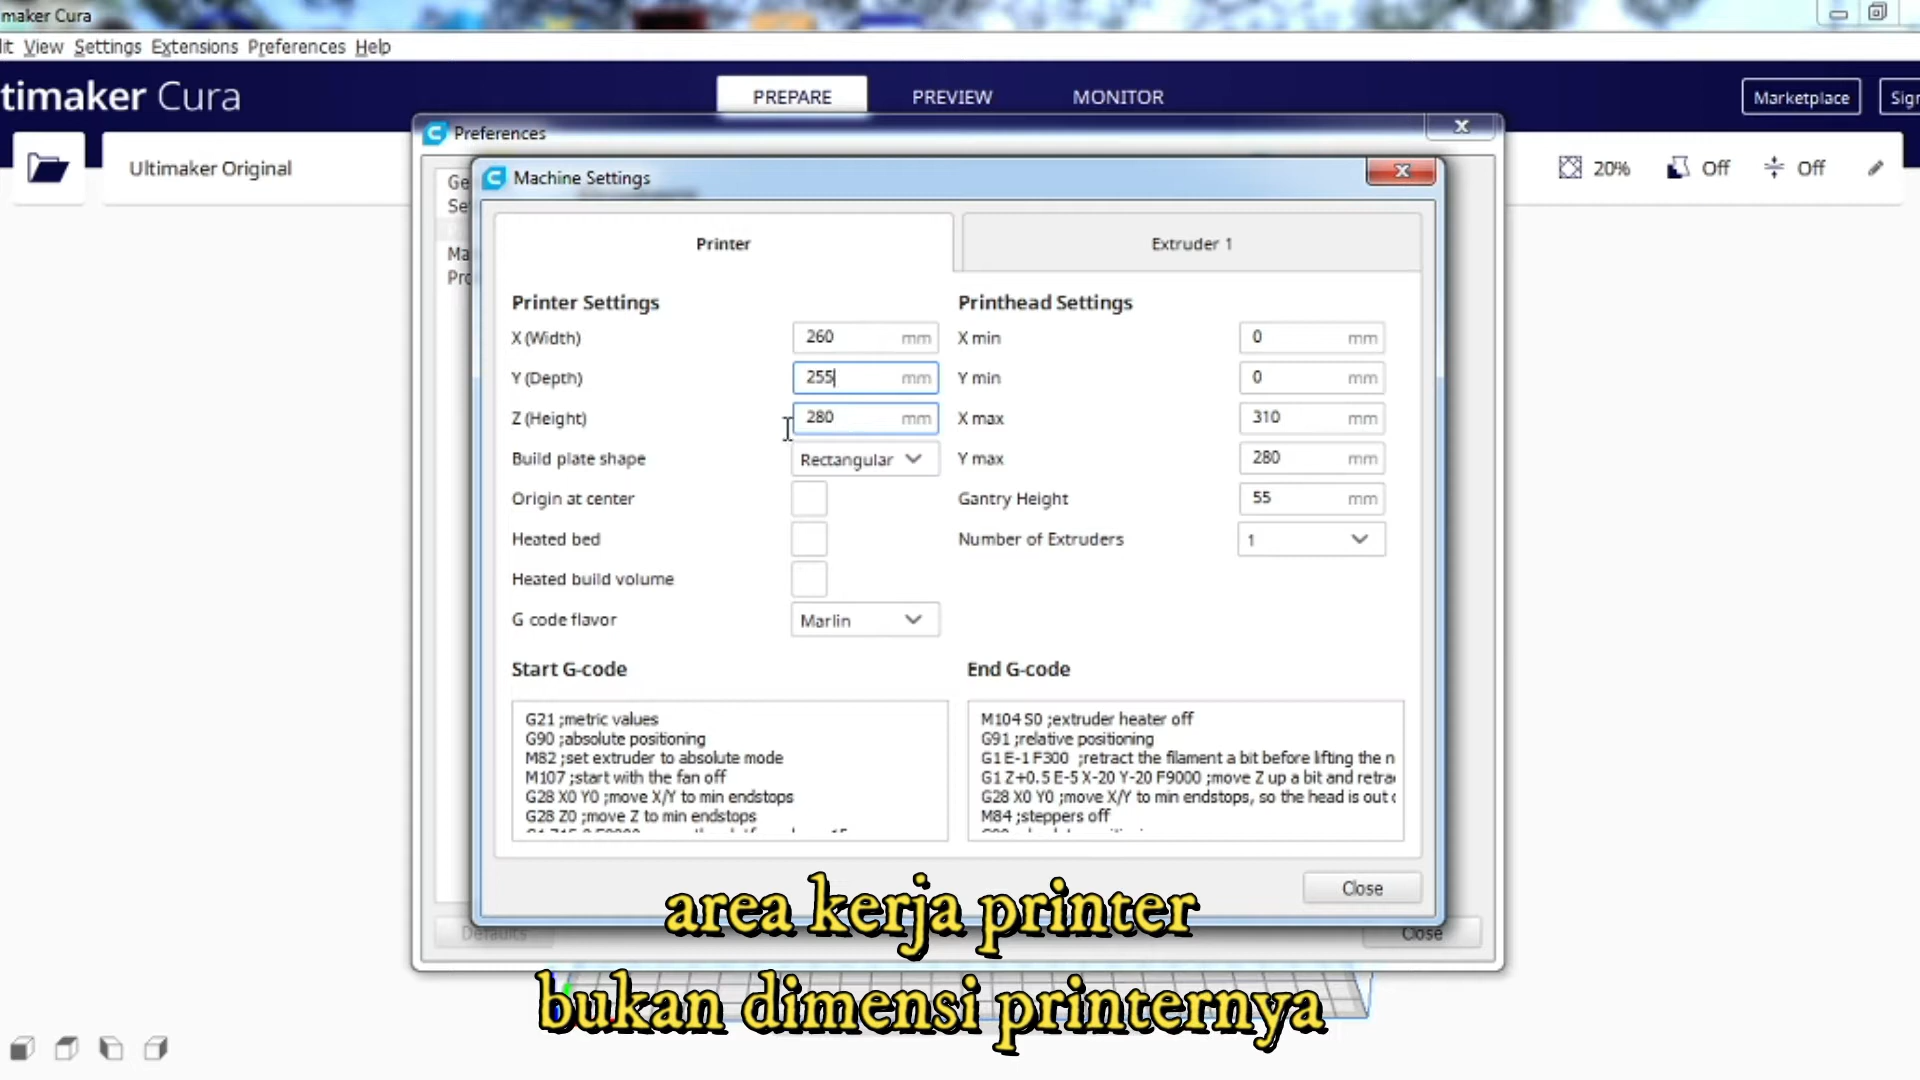 maker Cura
it View Settings Extensions Preferences Help
timaker Cura
PREPARE PREVIEW MONITOR
Marketplace Sign
Ultimaker Original
20% Off Off
Preferences
Machine Settings
Printer Extruder 1
Printer Settings
X (Width) 260 mm
Y (Depth) 255 mm
Z (Height) 280 mm
Build plate shape Rectangular
Origin at center
Heated bed
Heated build volume
G code flavor Marlin
Printhead Settings
X min 0 mm
Y min 0 mm
X max 310 mm
Y max 280 mm
Gantry Height 55 mm
Number of Extruders 1
Start G-code
G21 ;metric values
G90 ;absolute positioning
M82 ;set extruder to absolute mode
M107 ;start with the fan off
G28 X0 Y0 ;move X/Y to min endstops
G28 Z0 ;move Z to min endstops
End G-code
M104 S0 ;extruder heater off
G91 ;relative positioning
G1 E-1 F300 ;retract the filament a bit before lifting the n
G1 Z+0.5 E-5 X-20 Y-20 F9000 ;move Z up a bit and retra
G28 X0 Y0 ;move X/Y to min endstops, so the head is out
M84 ;steppers off
Close
Defaults Close
area kerja printer
bukan dimensi printernya